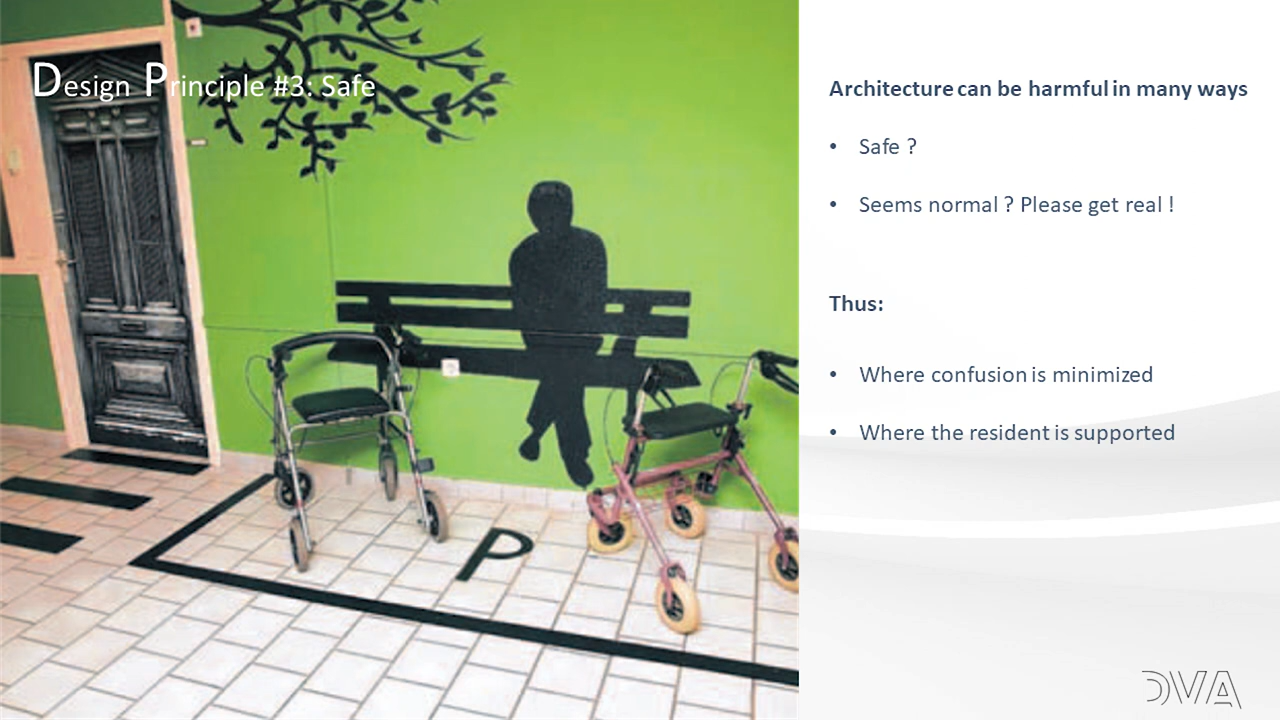 Design Principle #3: Safe
Architecture can be harmful in many ways
• Safe ?
• Seems normal ? Please get real !
Thus:
• Where confusion is minimized
• Where the resident is supported
P
DVA